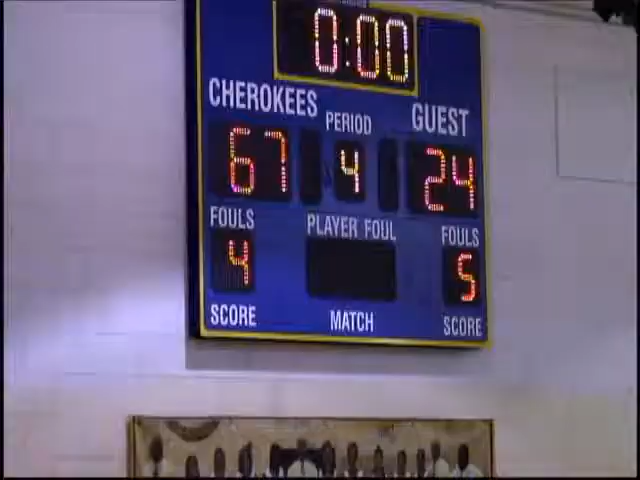 0:00
CHEROKEES PERIOD GUEST
67 4 24
FOULS PLAYER FOUL FOULS
4 5
SCORE MATCH SCORE